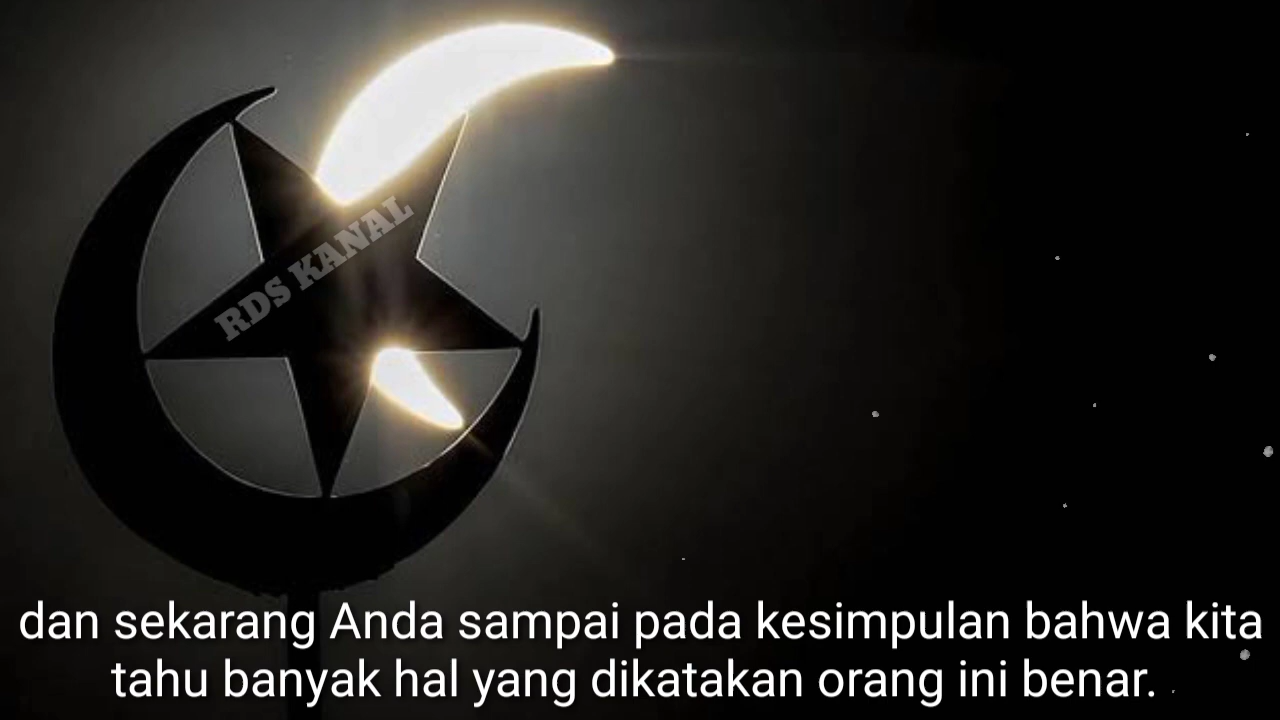 RDS KANAL
dan sekarang Anda sampai pada kesimpulan bahwa kita
tahu banyak hal yang dikatakan orang ini benar.